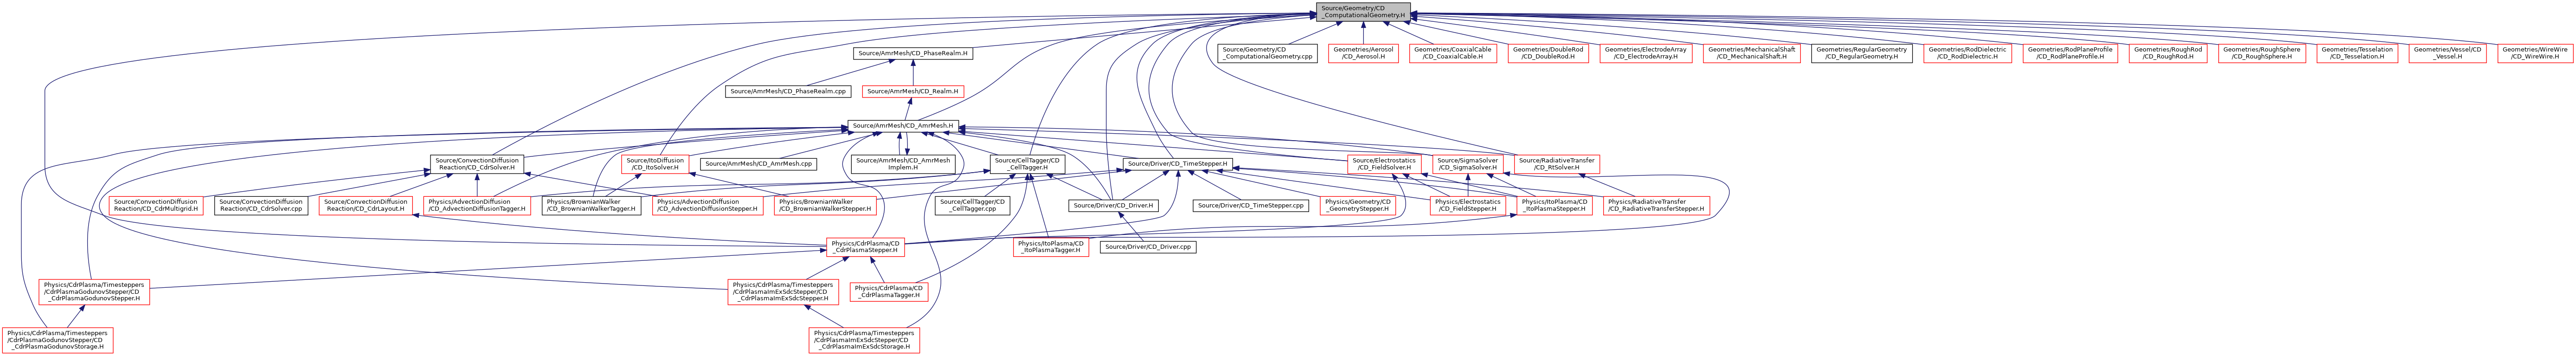 Source/Geometry/CD
_ComputationalGeometry.H
Source/AmrMesh/CD_PhaseRealm.H
Source/Geometry/CD
_ComputationalGeometry.cpp
Geometries/Aerosol
/CD_Aerosol.H
Geometries/CoaxialCable
/CD_CoaxialCable.H
Geometries/DoubleRod
/CD_DoubleRod.H
Geometries/ElectrodeArray
/CD_ElectrodeArray.H
Geometries/MechanicalShaft
/CD_MechanicalShaft.H
Geometries/RegularGeometry
/CD_RegularGeometry.H
Geometries/RodDielectric
/CD_RodDielectric.H
Geometries/RodPlaneProfile
/CD_RodPlaneProfile.H
Geometries/RoughRod
/CD_RoughRod.H
Geometries/RoughSphere
/CD_RoughSphere.H
Geometries/Tesselation
/CD_Tesselation.H
Geometries/Vessel/CD
_Vessel.H
Geometries/WireWire
/CD_WireWire.H
Source/AmrMesh/CD_PhaseRealm.cpp
Source/AmrMesh/CD_Realm.H
Source/AmrMesh/CD_AmrMesh.H
Source/ConvectionDiffusion
Reaction/CD_CdrSolver.H
Source/ItoDiffusion
/CD_ItoSolver.H
Source/AmrMesh/CD_AmrMesh.cpp
Source/AmrMesh/CD_AmrMesh
Implem.H
Source/CellTagger/CD
_CellTagger.H
Source/Driver/CD_TimeStepper.H
Source/Electrostatics
/CD_FieldSolver.H
Source/SigmaSolver
/CD_SigmaSolver.H
Source/RadiativeTransfer
/CD_RtSolver.H
Source/ConvectionDiffusion
Reaction/CD_CdrMultigrid.H
Source/ConvectionDiffusion
Reaction/CD_CdrSolver.cpp
Source/ConvectionDiffusion
Reaction/CD_CdrLayout.H
Physics/AdvectionDiffusion
/CD_AdvectionDiffusionTagger.H
Physics/BrownianWalker
/CD_BrownianWalkerTagger.H
Physics/AdvectionDiffusion
/CD_AdvectionDiffusionStepper.H
Physics/BrownianWalker
/CD_BrownianWalkerStepper.H
Source/CellTagger/CD
_CellTagger.cpp
Source/Driver/CD_Driver.H
Source/Driver/CD_TimeStepper.cpp
Physics/Geometry/CD
_GeometryStepper.H
Physics/Electrostatics
/CD_FieldStepper.H
Physics/ItoPlasma/CD
_ItoPlasmaStepper.H
Physics/RadiativeTransfer
/CD_RadiativeTransferStepper.H
Physics/CdrPlasma/CD
_CdrPlasmaStepper.H
Physics/ItoPlasma/CD
_ItoPlasmaTagger.H
Source/Driver/CD_Driver.cpp
Physics/CdrPlasma/Timesteppers
/CdrPlasmaGodunovStepper/CD
_CdrPlasmaGodunovStepper.H
Physics/CdrPlasma/Timesteppers
/CdrPlasmaImExSdcStepper/CD
_CdrPlasmaImExSdcStepper.H
Physics/CdrPlasma/CD
_CdrPlasmaTagger.H
Physics/CdrPlasma/Timesteppers
/CdrPlasmaGodunovStepper/CD
_CdrPlasmaGodunovStorage.H
Physics/CdrPlasma/Timesteppers
/CdrPlasmaImExSdcStepper/CD
_CdrPlasmaImExSdcStorage.H